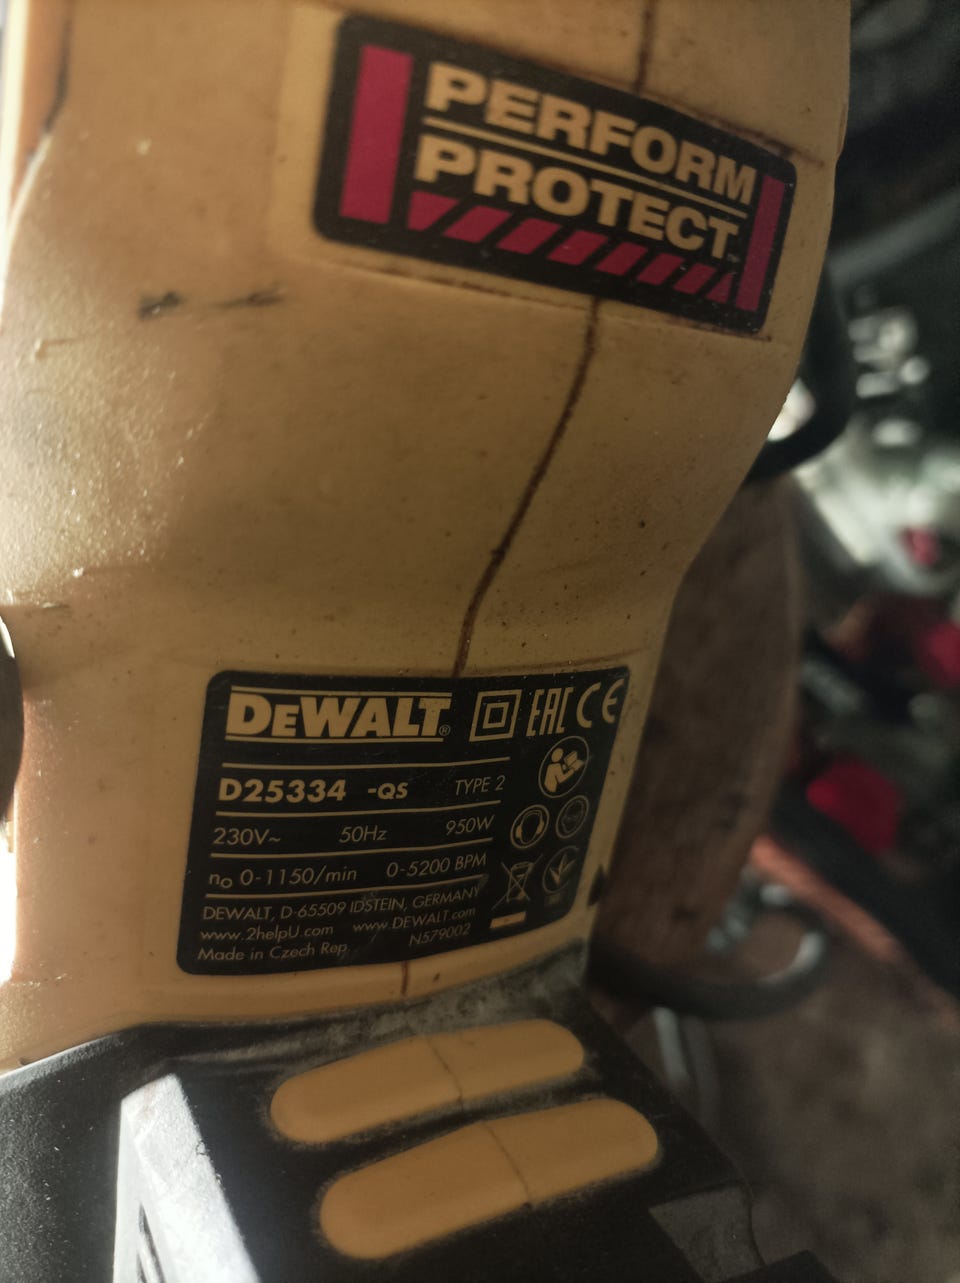 PERFORM
PROTECT™
DEWALT® EAC CE
D25334 -QS TYPE 2
230V~ 50Hz 950W
n₀ 0-1150/min 0-5200 BPM
DEWALT, D-65509 IDSTEIN, GERMANY
www.2helpU.com www.DEWALT.com
Made in Czech Rep. N579002